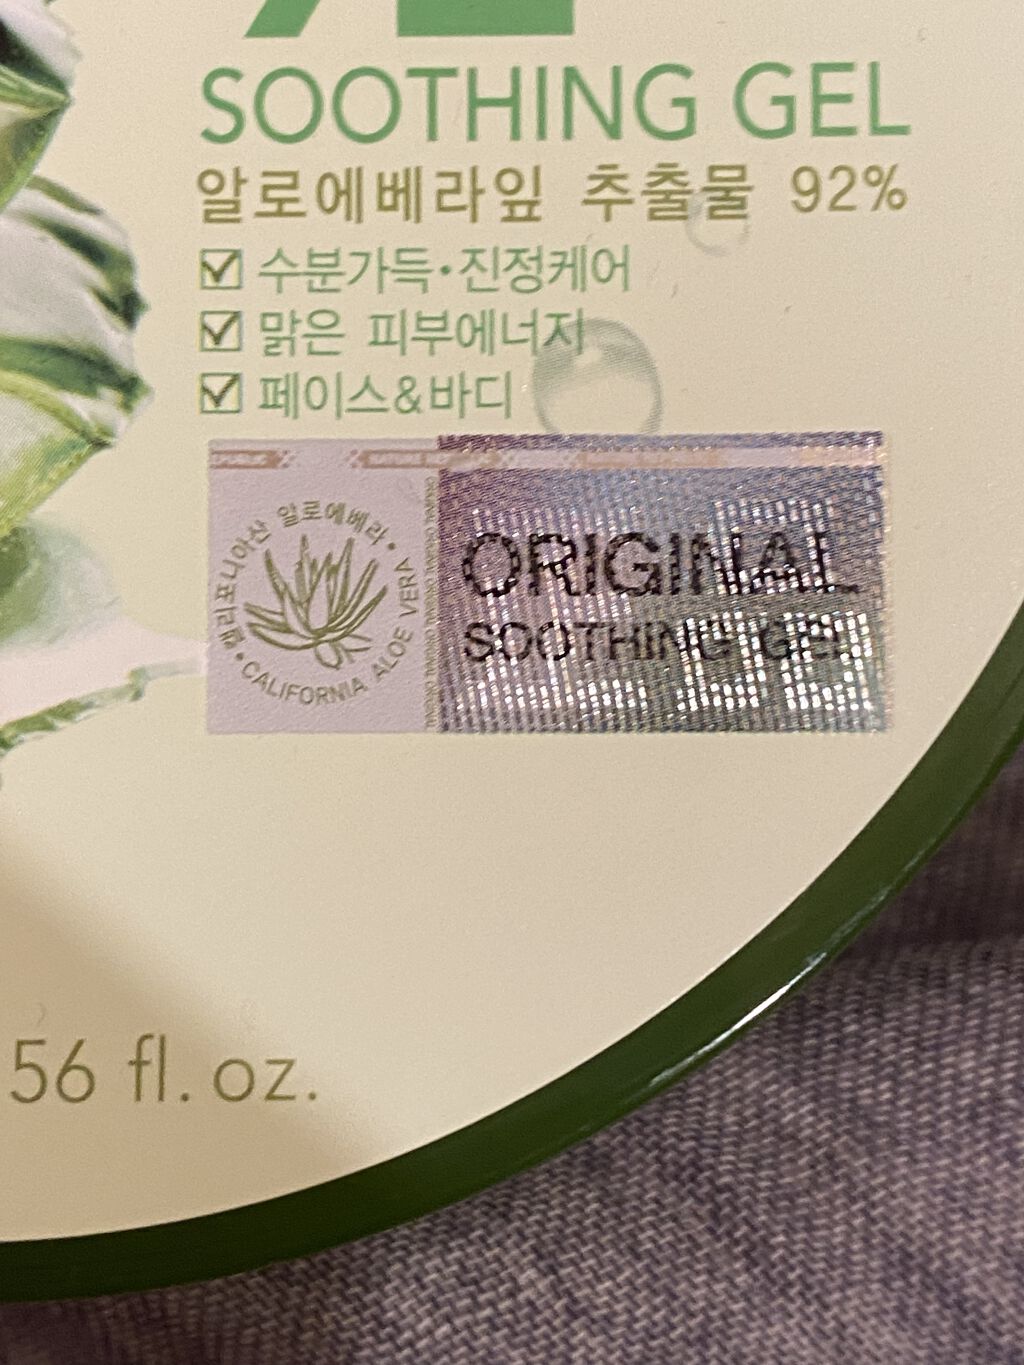 SOOTHING GEL
알로에베라잎 추출물 92%
☑ 수분가득·진정케어
☑ 맑은 피부에너지
☑ 페이스&바디
캘리포니아산 알로에베라
• CALIFORNIA ALOE VERA •
ORIGINAL
SOOTHING GEL
56 fl. oz.